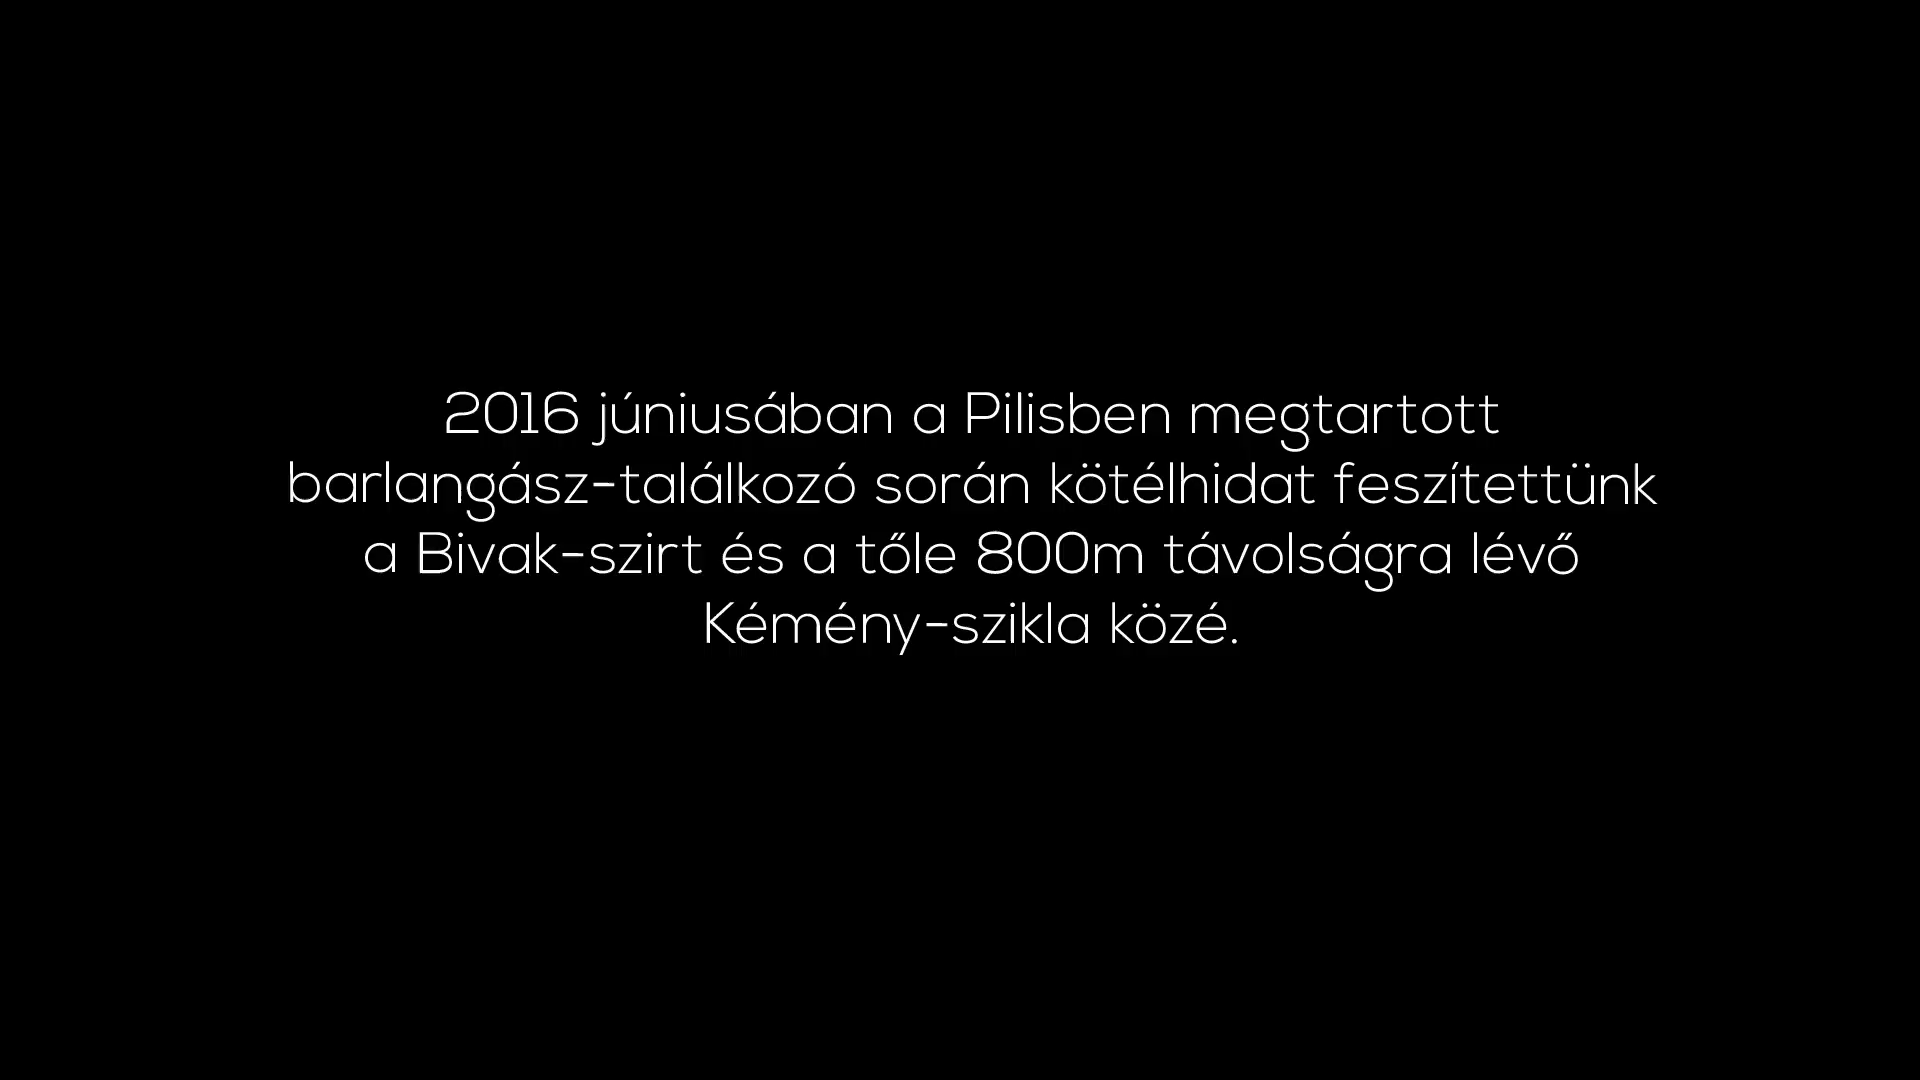 2016 júniusában a Pilisben megtartott
barlangász-találkozó során kötélhidat feszítettünk
a Bivak-szirt és a tőle 800m távolságra lévő
Kémény-szikla közé.